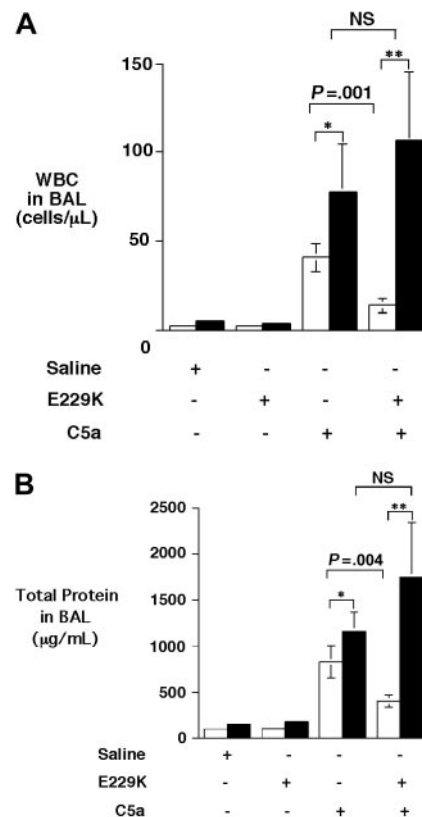 A
NS
**
P=.001
*
150
100
50
0
WBC
in BAL
(cells/µL)
Saline + - - -
E229K - + - +
C5a - - + +
B
NS
**
P=.004
*
2500
2000
1500
1000
500
0
Total Protein
in BAL
(µg/mL)
Saline + - - -
E229K - + - +
C5a - - + +